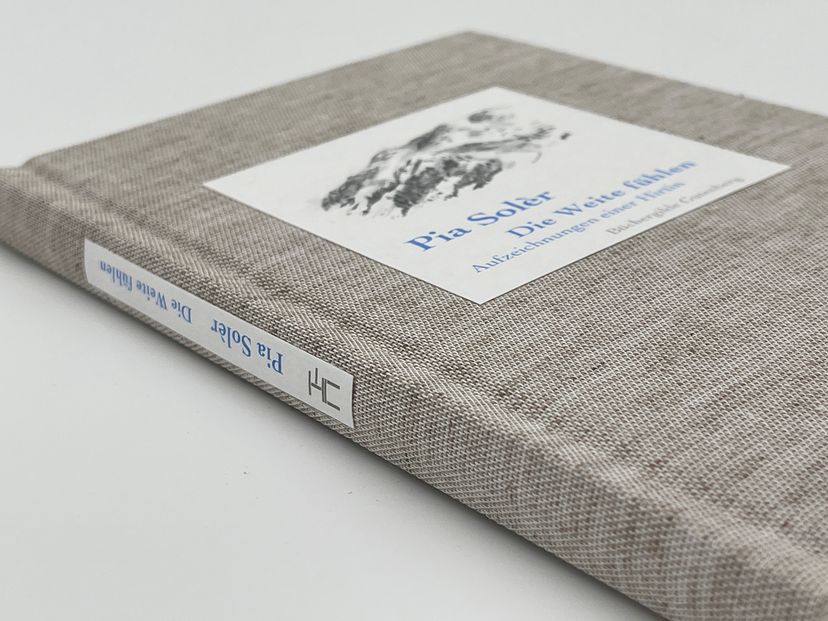 Pia Solèr
Die Weite fühlen
Aufzeichnungen einer Hirtin
Büchergilde Gutenberg
Pia Solèr Die Weite fühlen